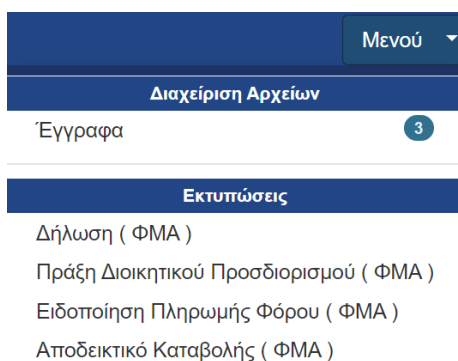 Μενού
Διαχείριση Αρχείων
Έγγραφα 3
Εκτυπώσεις
Δήλωση ( ΦΜΑ )
Πράξη Διοικητικού Προσδιορισμού ( ΦΜΑ )
Ειδοποίηση Πληρωμής Φόρου ( ΦΜΑ )
Αποδεικτικό Καταβολής ( ΦΜΑ )